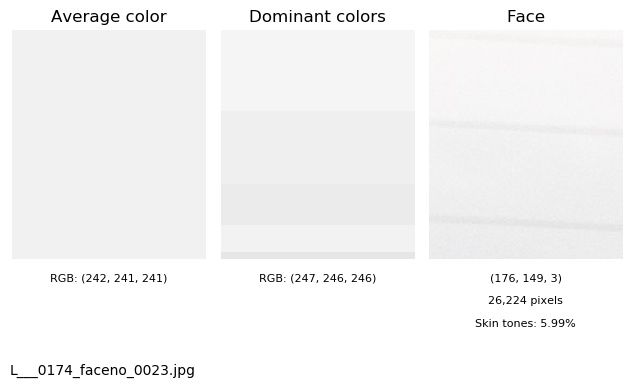 Average color
Dominant colors
Face
RGB: (242, 241, 241)
RGB: (247, 246, 246)
(176, 149, 3)
26,224 pixels
Skin tones: 5.99%
L___0174_faceno_0023.jpg